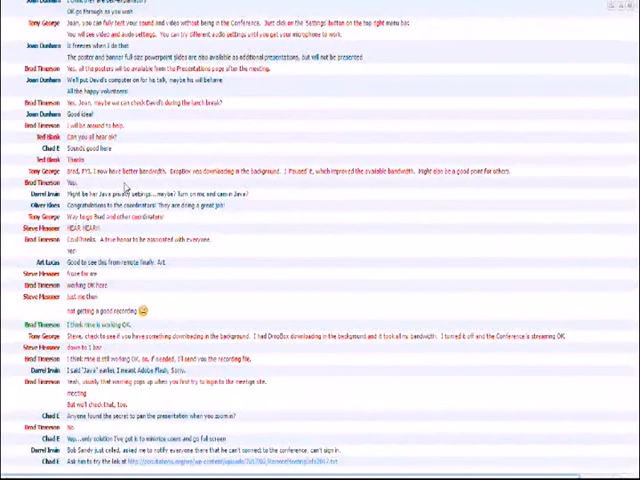 OK go through as you wish.
Tony George Joan, you can fully test your sound and video without being in the Conference. Just click on the 'Settings' button on the top right menu bar.
You will see video and audio settings. You can try different audio settings until you get your microphone to work.
Joan Dunham It freezes when I do that
The poster and banner full size powerpoint slides are also available as additional presentations, but will not be presented
Brad Timerson Yes, all the posters will be available from the Presentations page after the meeting.
Joan Dunham We'll put David's computer on for his talk, maybe his will behave
All the happy volunteers!
Brad Timerson Yes, Joan, maybe we can check David's during the lunch break?
Joan Dunham Good idea!
Brad Timerson I will be around to help.
Ted Blank Can you all hear ok?
Chad E Sounds good here
Ted Blank Thanks
Tony George Brad, FYI, I now have better bandwidth. DropBox was downloading in the background. I Paused it, which improved the available bandwidth. Might also be a good point for others.
Brad Timerson Yep.
Derrel Irwin Might be her Java privacy settings....maybe? Turn on mic and cam in Java?
Oliver Kloes Congratulations to the coordinators! They are doing a great job!
Tony George Way to go Brad and other coordinators!
Steve Messner HEAR HEAR!!
Brad Timerson Cool! Thanks. A true honor to be associated with everyone.
Art Lucas Good to see this from remote finally. Art
Steve Messner froze for me
Brad Timerson working OK here
Steve Messner just me then
not getting a good recording
Brad Timerson I think mine is working OK.
Tony George Steve, check to see if you have something downloading in the background. I had DropBox downloading in the background and it took all my bandwidth. I turned it off and the Conference is streaming OK.
Steve Messner down to 1 bar
Brad Timerson I think mine is still working OK, so, if needed, I'll send you the recording file.
Derrel Irwin I said "Java" earlier, I meant Adobe Flash, Sorry.
Brad Timerson Yeah, usually that warning pops up when you first try to login to the meetign site.
meeting
But we'll check that, too.
Chad E Anyone found the secret to pan the presentation when you zoom in?
Brad Timerson No.
Chad E Yep...only solution I've got is to minimize users and go full screen
Derrel Irwin Bob Sandy just called, asked me to notify everyone there that he can't connect to the conference, can't sign in.
Chad E Ask him to try the link at